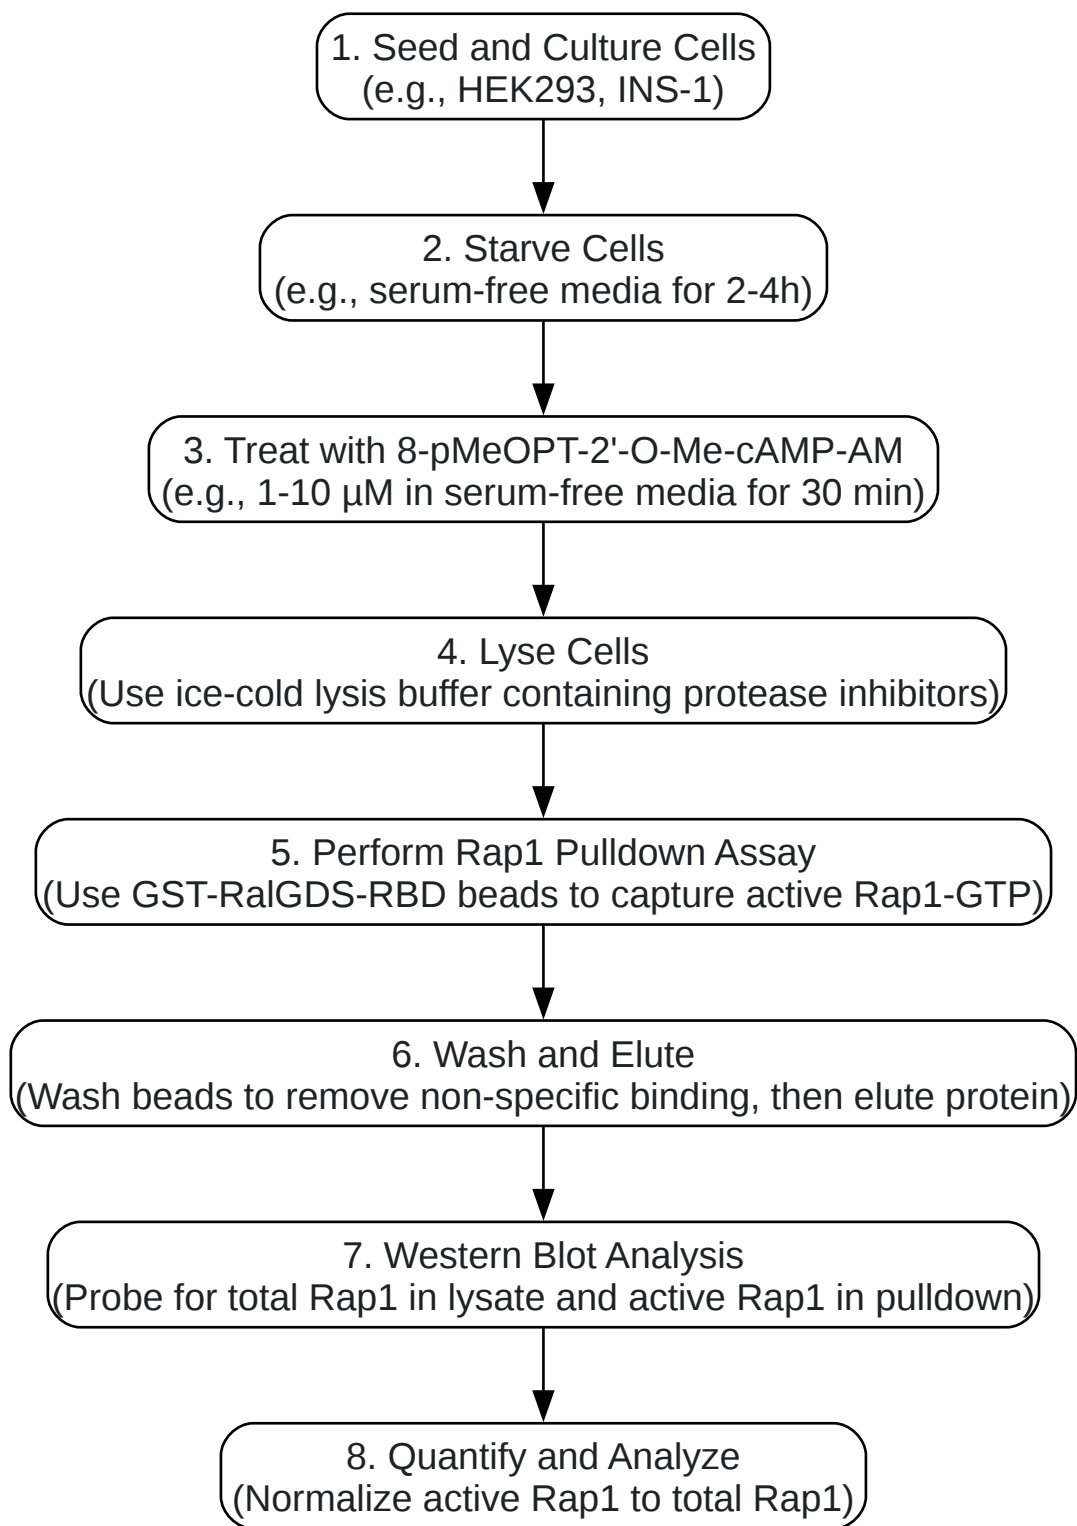 1. Seed and Culture Cells
(e.g., HEK293, INS-1)
2. Starve Cells
(e.g., serum-free media for 2-4h)
3. Treat with 8-pMeOPT-2'-O-Me-cAMP-AM
(e.g., 1-10 µM in serum-free media for 30 min)
4. Lyse Cells
(Use ice-cold lysis buffer containing protease inhibitors)
5. Perform Rap1 Pulldown Assay
(Use GST-RalGDS-RBD beads to capture active Rap1-GTP)
6. Wash and Elute
(Wash beads to remove non-specific binding, then elute protein)
7. Western Blot Analysis
(Probe for total Rap1 in lysate and active Rap1 in pulldown)
8. Quantify and Analyze
(Normalize active Rap1 to total Rap1)